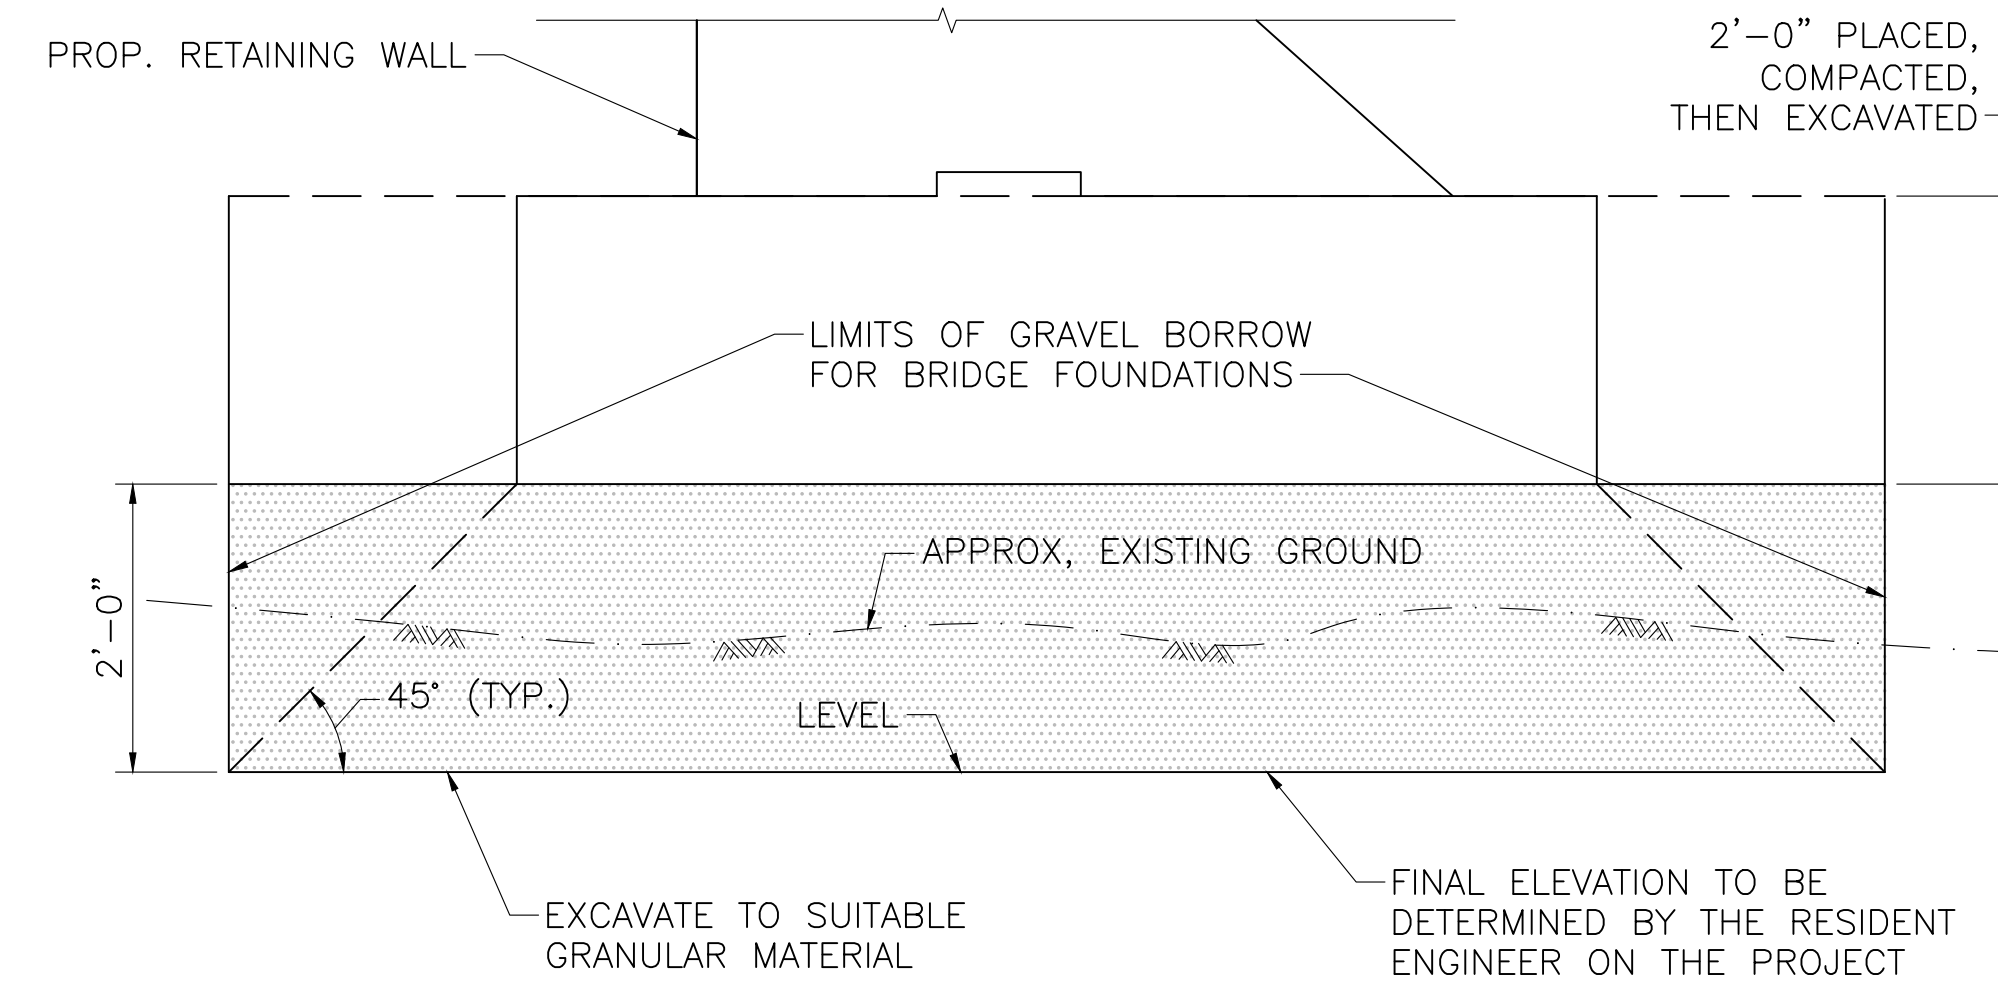 PROP. RETAINING WALL
2'-0" PLACED,
COMPACTED,
THEN EXCAVATED
LIMITS OF GRAVEL BORROW
FOR BRIDGE FOUNDATIONS
APPROX, EXISTING GROUND
2'-0"
45° (TYP.)
LEVEL
EXCAVATE TO SUITABLE
GRANULAR MATERIAL
FINAL ELEVATION TO BE
DETERMINED BY THE RESIDENT
ENGINEER ON THE PROJECT